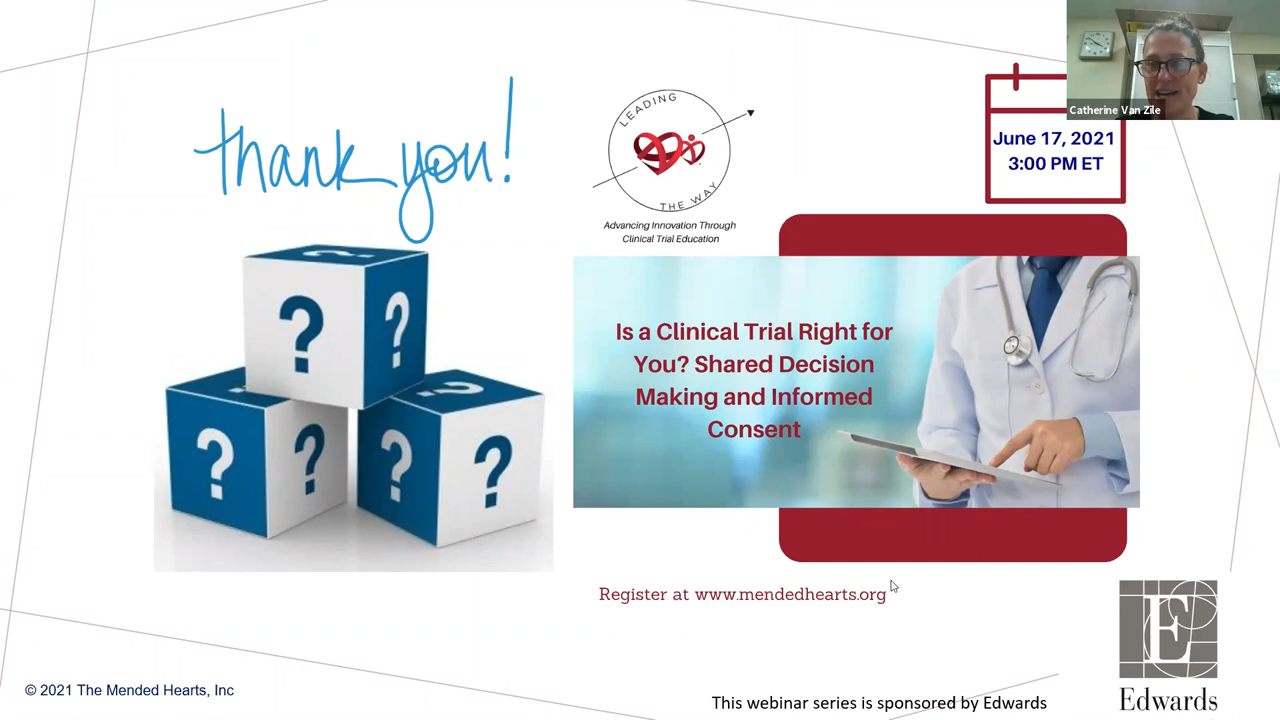 thank you!
LEADING
THE WAY
Advancing Innovation Through
Clinical Trial Education
Catherine Van Zile
June 17, 2021
3:00 PM ET
? ? ?
? ? ? ? ? ?
Is a Clinical Trial Right for
You? Shared Decision
Making and Informed
Consent
Register at www.mendedhearts.org
© 2021 The Mended Hearts, Inc
This webinar series is sponsored by Edwards
E
Edwards